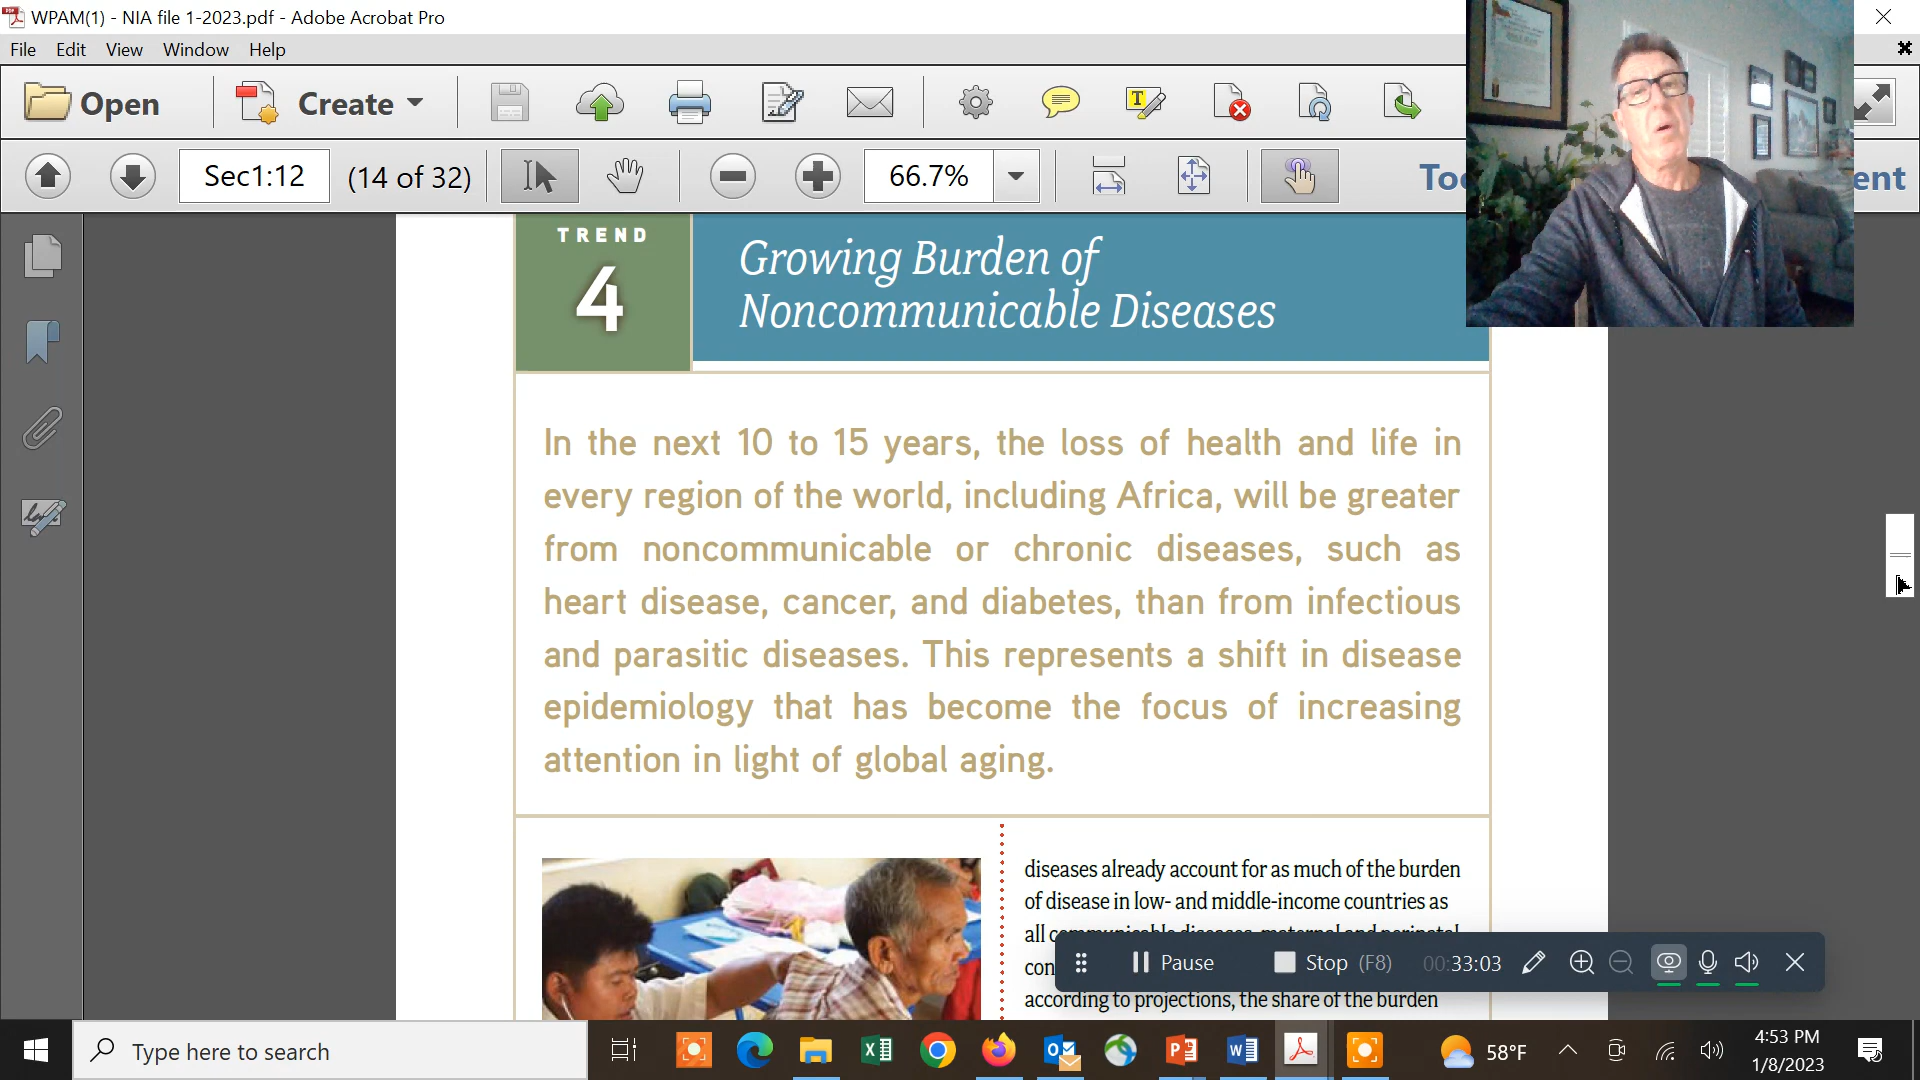 WPAM(1) - NIA file 1-2023.pdf - Adobe Acrobat Pro
File Edit View Window Help
Open Create
Sec1:12 (14 of 32) 66.7%
TREND
4
Growing Burden of
Noncommunicable Diseases
In the next 10 to 15 years, the loss of health and life in
every region of the world, including Africa, will be greater
from noncommunicable or chronic diseases, such as
heart disease, cancer, and diabetes, than from infectious
and parasitic diseases. This represents a shift in disease
epidemiology that has become the focus of increasing
attention in light of global aging.
diseases already account for as much of the burden
of disease in low- and middle-income countries as
all
Pause Stop (F8) 00:33:03
according to projections, the share of the burden
Type here to search
58°F
4:53 PM
1/8/2023